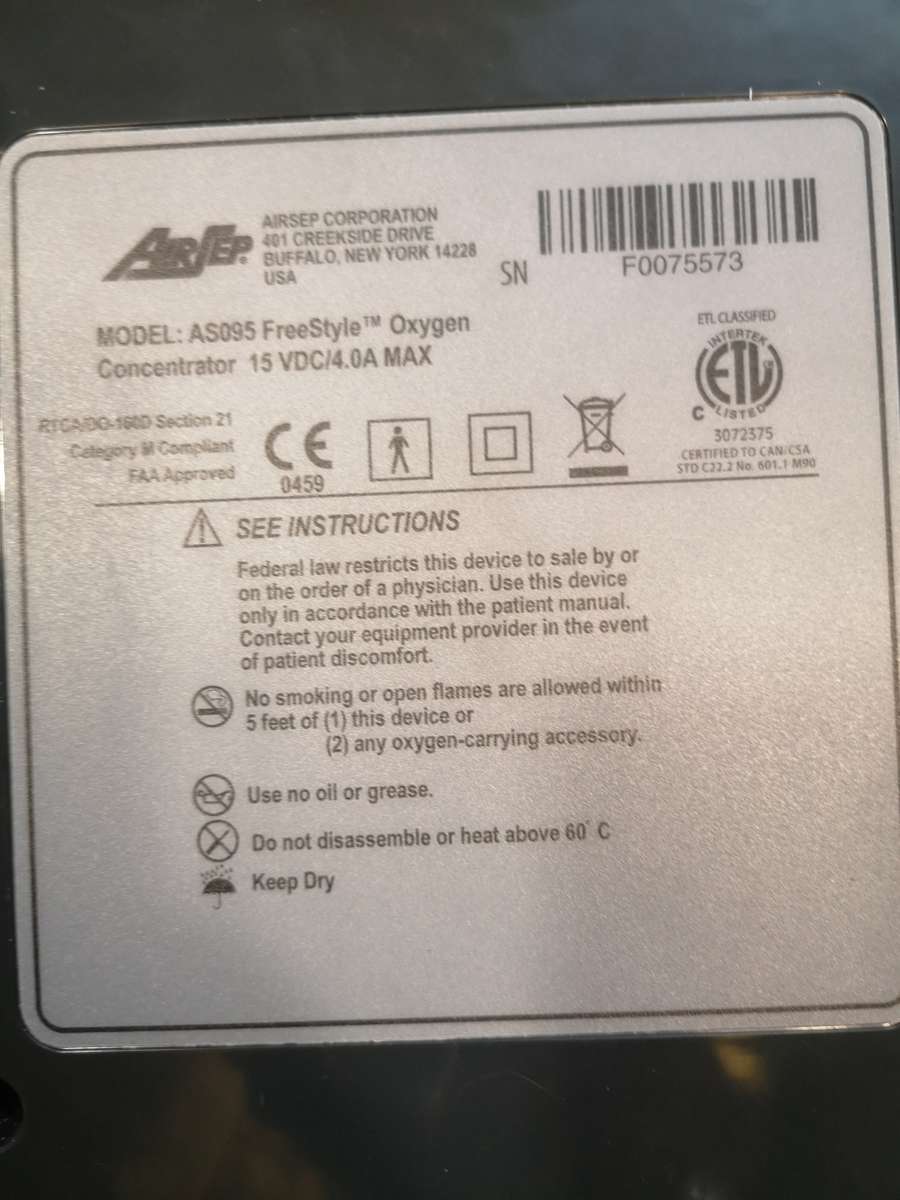 AIRSEP
AIRSEP CORPORATION
401 CREEKSIDE DRIVE
BUFFALO, NEW YORK 14228
USA
SN
F0075573
MODEL: AS095 FreeStyle™ Oxygen
Concentrator 15 VDC/4.0A MAX
ETL CLASSIFIED
INTERTEK
ETL
C LISTED
3072375
CERTIFIED TO CAN/CSA
STD C22.2 No. 601.1 M90
RTCA/DO-160D Section 21
Category M Compliant
FAA Approved
CE
0459
SEE INSTRUCTIONS
Federal law restricts this device to sale by or
on the order of a physician. Use this device
only in accordance with the patient manual.
Contact your equipment provider in the event
of patient discomfort.
No smoking or open flames are allowed within
5 feet of (1) this device or
(2) any oxygen-carrying accessory.
Use no oil or grease.
Do not disassemble or heat above 60° C
Keep Dry